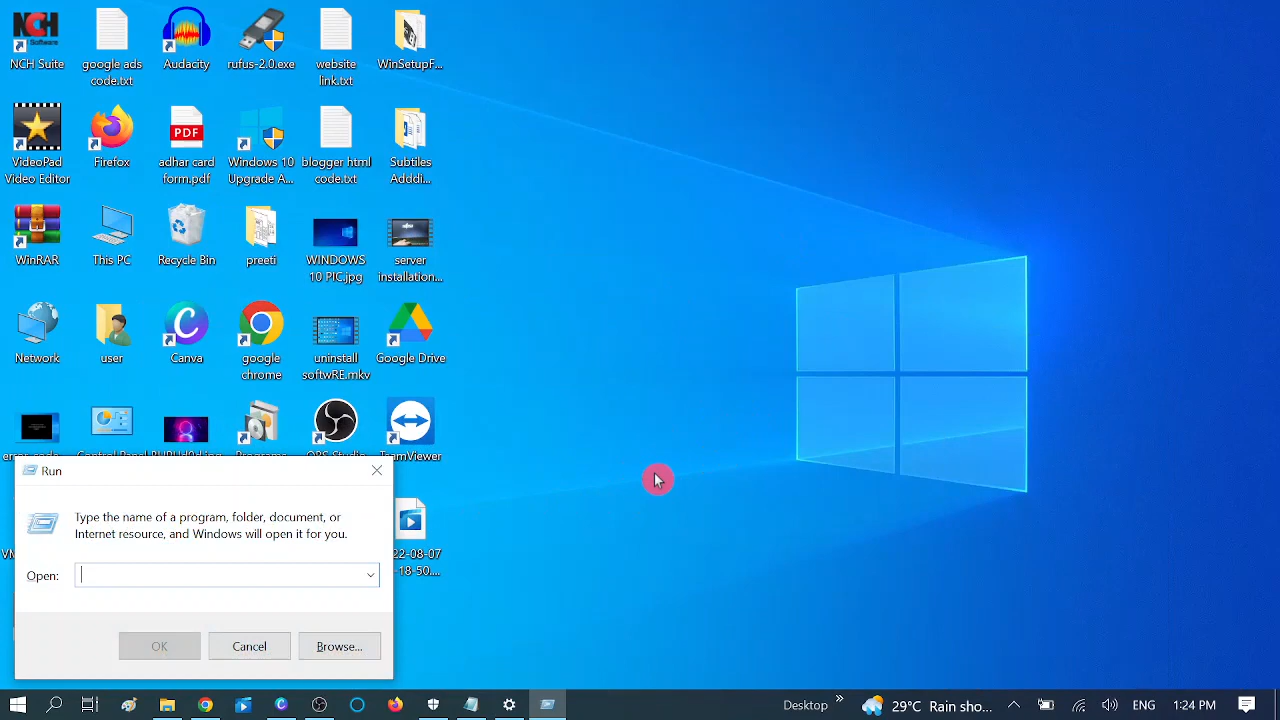 NCH Suite
google ads
code.txt
Audacity
rufus-2.0.exe
website
link.txt
WinSetupF...
VideoPad
Video Editor
Firefox
PDF
adhar card
form.pdf
Windows 10
Upgrade A...
blogger html
code.txt
Subtiles
Adddi...
WinRAR
This PC
Recycle Bin
preeti
WINDOWS
10 PIC.jpg
server
installation...
Network
user
Canva
google
chrome
uninstall
softwRE.mkv
Google Drive
TeamViewer
22-08-07
-18-50....
Run
Type the name of a program, folder, document, or
Internet resource, and Windows will open it for you.
Open:
OK
Cancel
Browse...
Desktop
29°C Rain sho...
ENG
1:24 PM